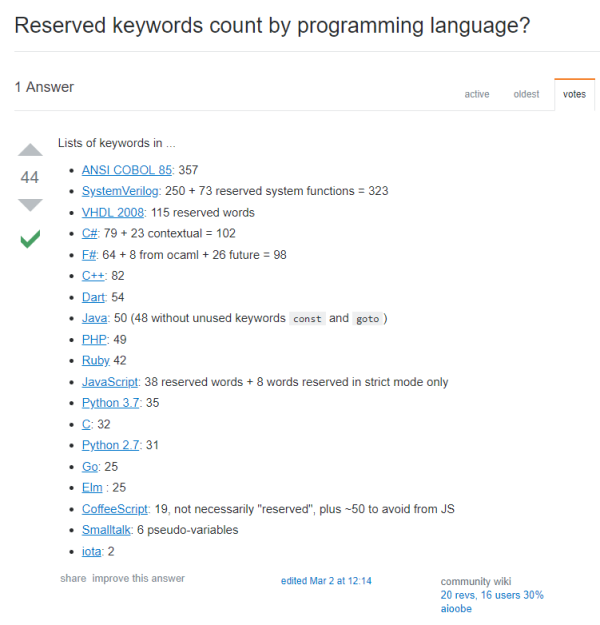 Reserved keywords count by programming language?
1 Answer
active oldest votes
Lists of keywords in ...
44
• ANSI COBOL 85: 357
• SystemVerilog: 250 + 73 reserved system functions = 323
• VHDL 2008: 115 reserved words
• C#: 79 + 23 contextual = 102
• F#: 64 + 8 from ocaml + 26 future = 98
• C++: 82
• Dart: 54
• Java: 50 (48 without unused keywords const and goto)
• PHP: 49
• Ruby 42
• JavaScript: 38 reserved words + 8 words reserved in strict mode only
• Python 3.7: 35
• C: 32
• Python 2.7: 31
• Go: 25
• Elm : 25
• CoffeeScript: 19, not necessarily "reserved", plus ~50 to avoid from JS
• Smalltalk: 6 pseudo-variables
• iota: 2
share improve this answer
edited Mar 2 at 12:14
community wiki
20 revs, 16 users 30%
aioobe